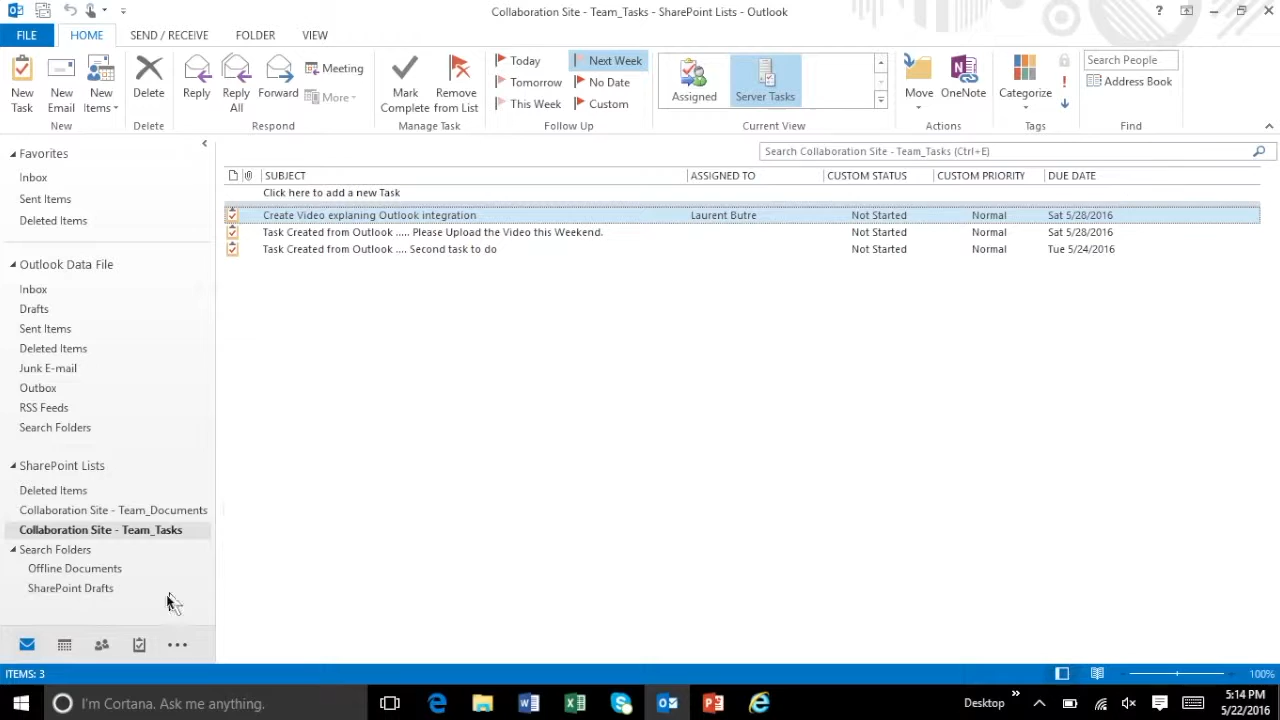 Collaboration Site - Team_Tasks - SharePoint Lists - Outlook
?
FILE HOME SEND / RECEIVE FOLDER VIEW
New Task
New Email
New Items
New
Delete
Delete
Reply
Reply All
Forward
Meeting
More
Respond
Mark Complete
Remove from List
Manage Task
Today
Tomorrow
This Week
Next Week
No Date
Custom
Follow Up
Assigned
Server Tasks
Current View
Move
OneNote
Actions
Categorize
Tags
Search People
Address Book
Find
Favorites
Inbox
Sent Items
Deleted Items
Outlook Data File
Inbox
Drafts
Sent Items
Deleted Items
Junk E-mail
Outbox
RSS Feeds
Search Folders
SharePoint Lists
Deleted Items
Collaboration Site - Team_Documents
Collaboration Site - Team_Tasks
Search Folders
Offline Documents
SharePoint Drafts
Search Collaboration Site - Team_Tasks (Ctrl+E)
SUBJECT ASSIGNED TO CUSTOM STATUS CUSTOM PRIORITY DUE DATE
Click here to add a new Task
Create Video explaning Outlook integration Laurent Butre Not Started Normal Sat 5/28/2016
Task Created from Outlook ..... Please Upload the Video this Weekend. Not Started Normal Sat 5/28/2016
Task Created from Outlook .... Second task to do Not Started Normal Tue 5/24/2016
ITEMS: 3
100%
I'm Cortana. Ask me anything.
Desktop
5:14 PM
5/22/2016